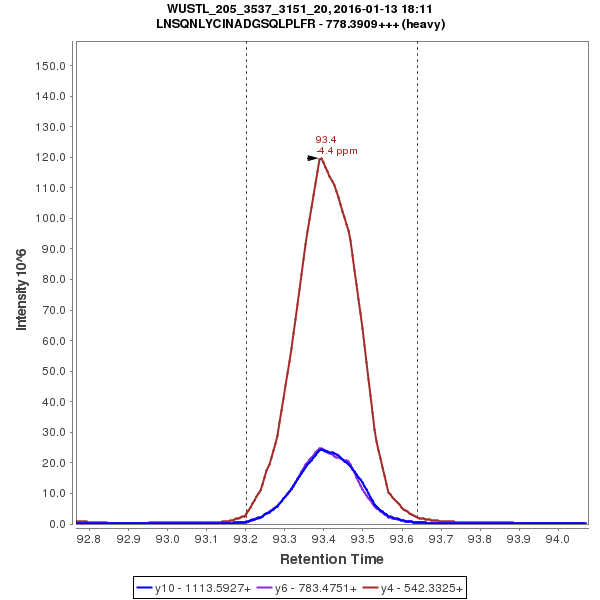 WUSTL_205_3537_3151_20, 2016-01-13 18:11
LNSQNLYCINADGSQLPLFR - 778.3909+++ (heavy)
150.0
140.0
130.0
120.0
110.0
100.0
90.0
80.0
70.0
60.0
50.0
40.0
30.0
20.0
10.0
0.0
Intensity 10^6
93.4
-4.4 ppm
92.8 92.9 93.0 93.1 93.2 93.3 93.4 93.5 93.6 93.7 93.8 93.9 94.0
Retention Time
y10 - 1113.5927+ y6 - 783.4751+ y4 - 542.3325+